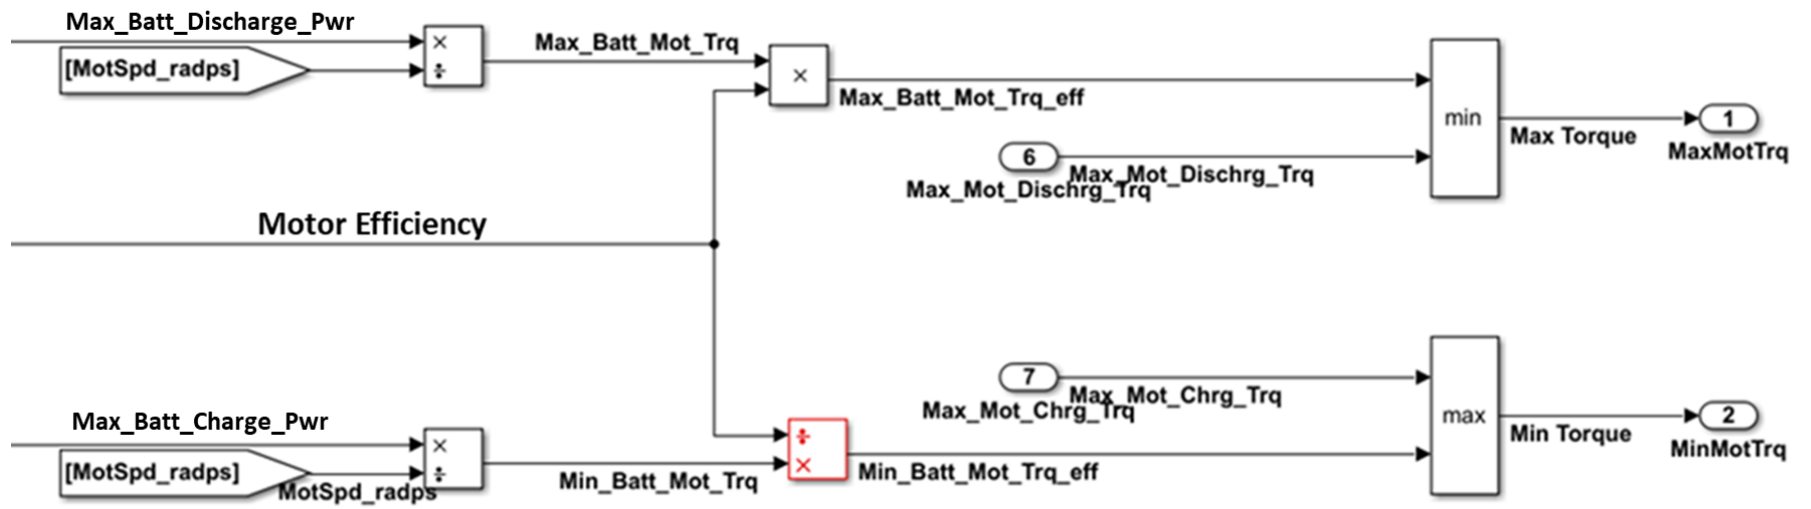 Max_Batt_Discharge_Pwr
[MotSpd_radps]
×
÷
Max_Batt_Mot_Trq
×
Max_Batt_Mot_Trq_eff
6
Max_Mot_Dischrg_Trq
Max_Mot_Dischrg_Trq
min
Max Torque
1
MaxMotTrq
Motor Efficiency
7
Max_Mot_Chrg_Trq
Max_Mot_Chrg_Trq
Max_Batt_Charge_Pwr
[MotSpd_radps]
MotSpd_radps
×
÷
Min_Batt_Mot_Trq
÷
×
Min_Batt_Mot_Trq_eff
max
Min Torque
2
MinMotTrq